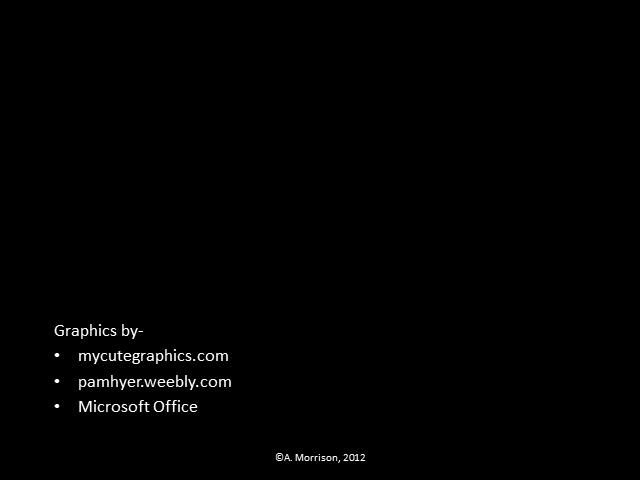 Graphics by-
• mycutegraphics.com
• pamhyer.weebly.com
• Microsoft Office
©A. Morrison, 2012